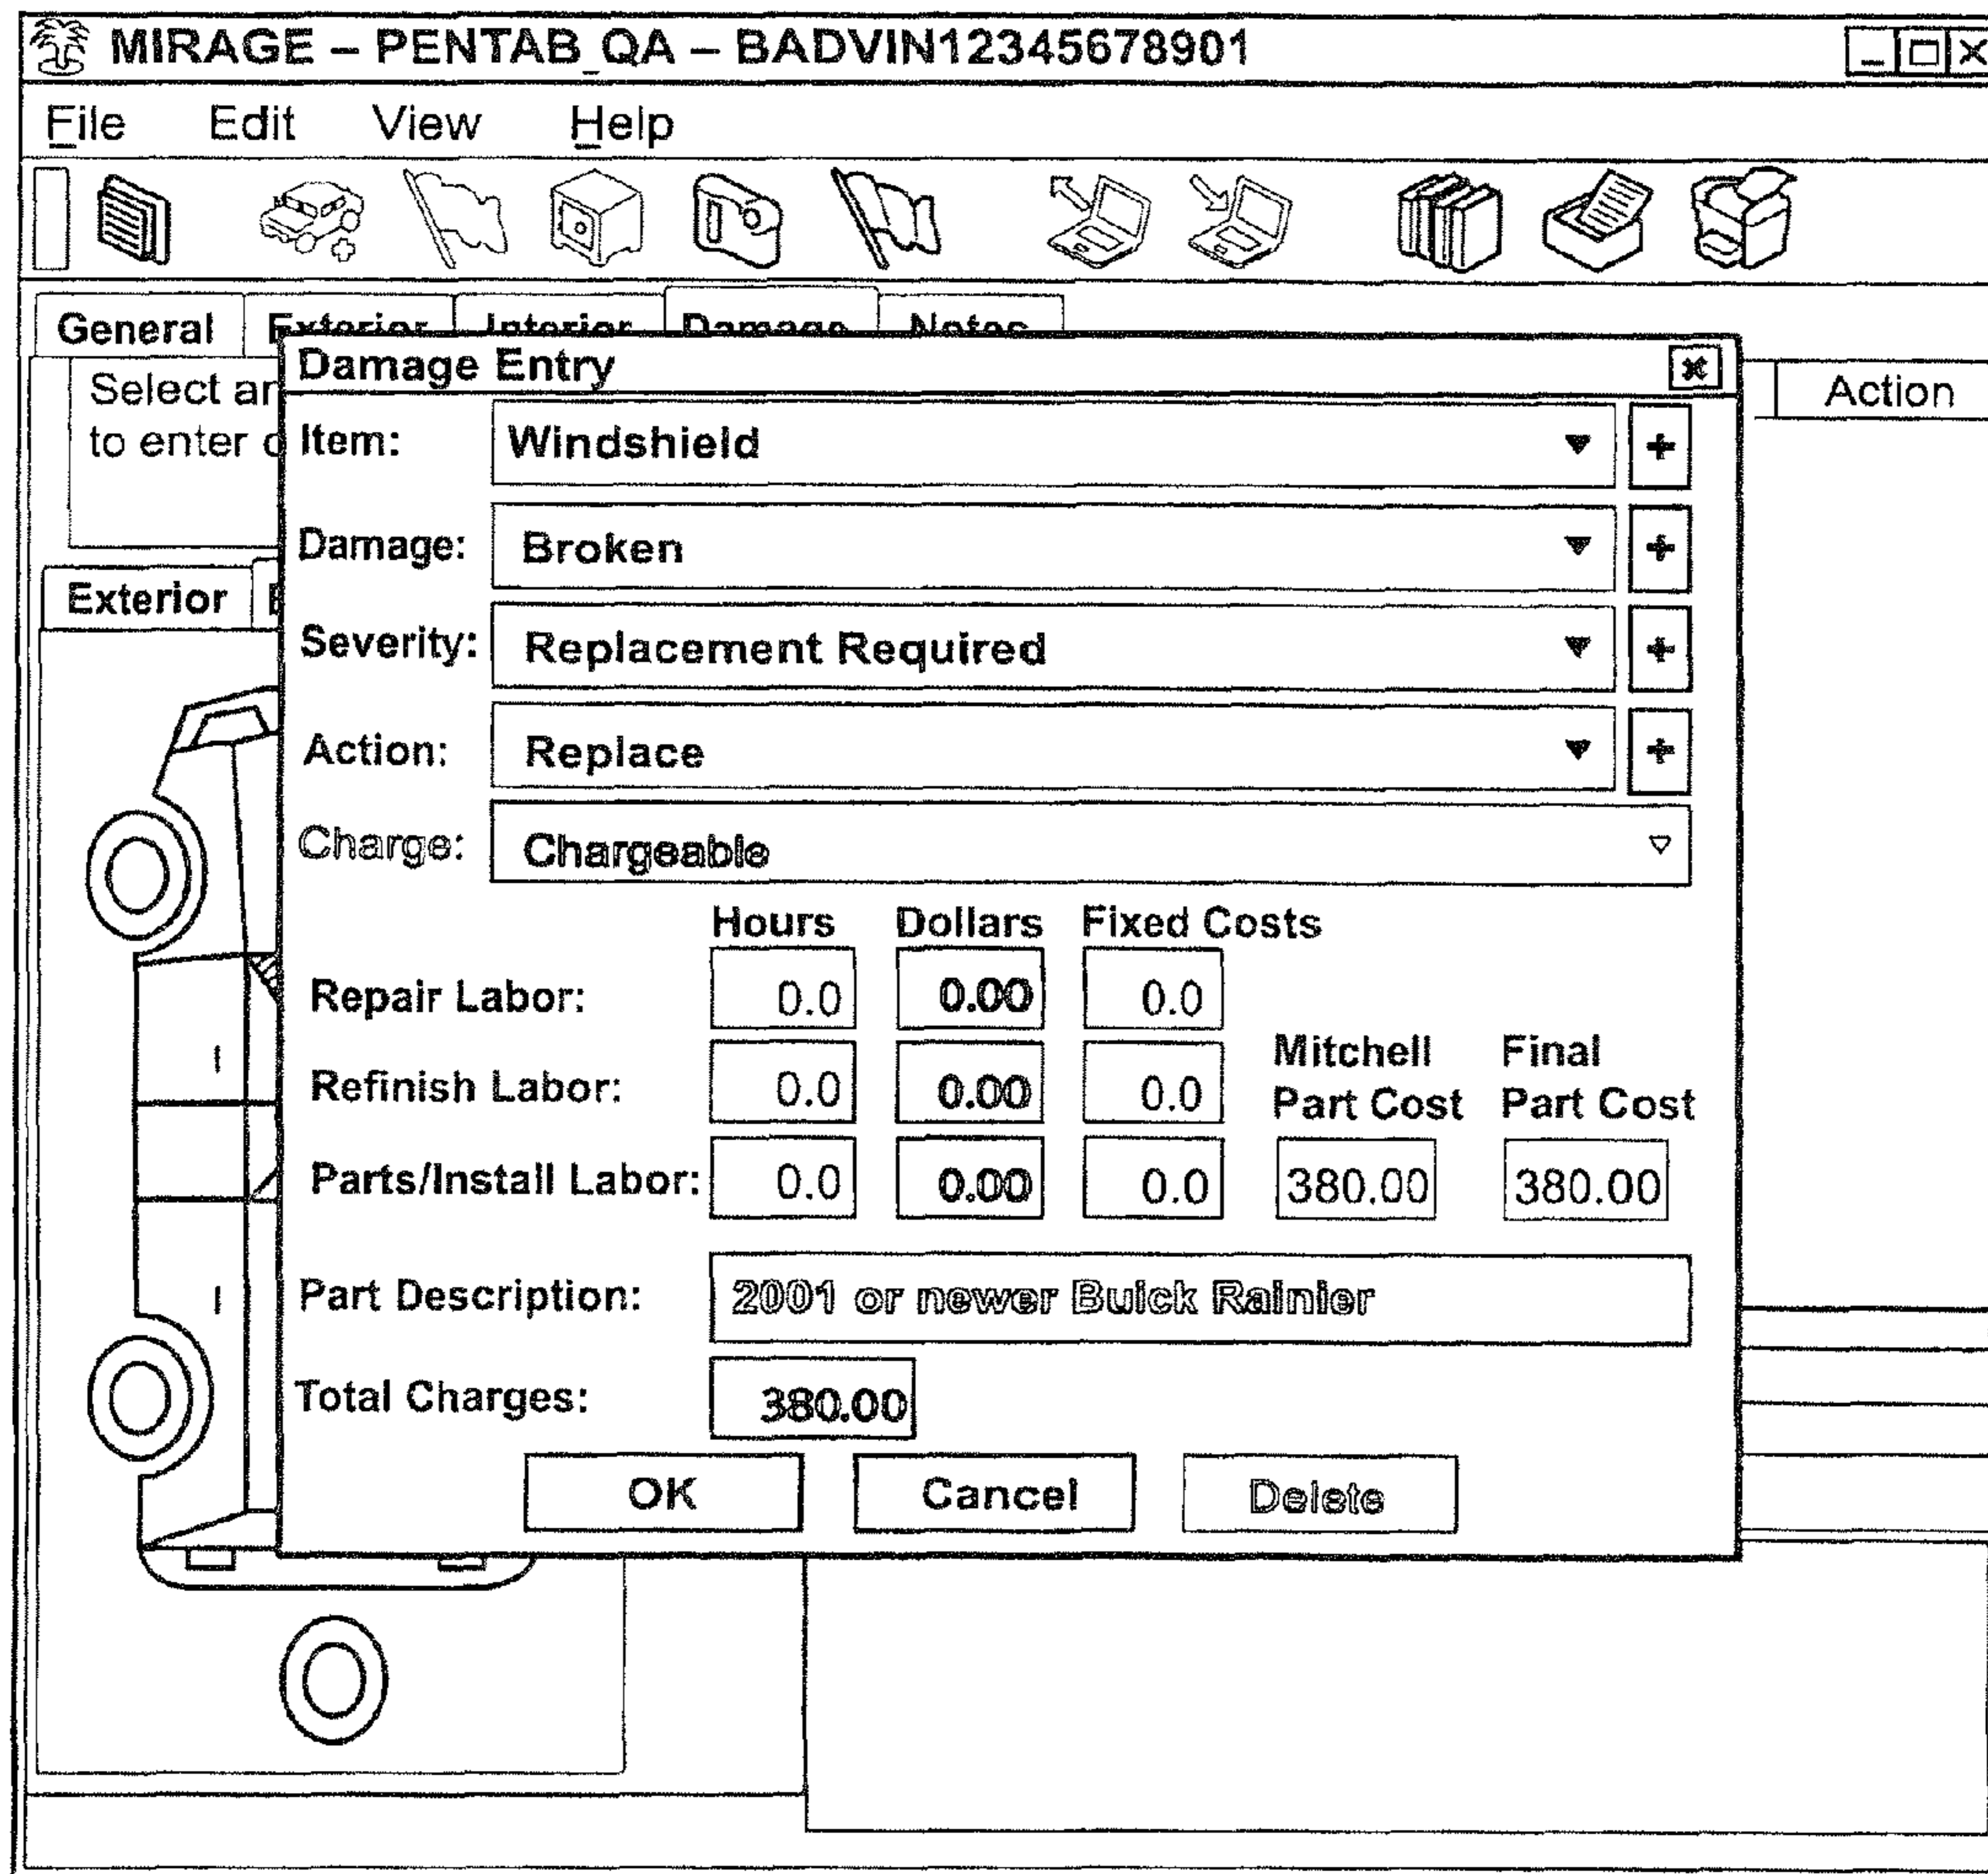 MIRAGE – PENTAB_QA – BADVIN12345678901
File Edit View Help
General Exterior Interior Damage Notes
Damage Entry
Select ar
to enter
Action
Item: Windshield
Damage: Broken
Exterior
Severity: Replacement Required
Action: Replace
Charge: Chargeable
Hours Dollars Fixed Costs
Repair Labor: 0.0 0.00 0.0
Mitchell Final
Refinish Labor: 0.0 0.00 0.0
Part Cost Part Cost
Parts/Install Labor: 0.0 0.00 0.0 380.00 380.00
Part Description: 2001 or newer Buick Rainier
Total Charges: 380.00
OK Cancel Delete